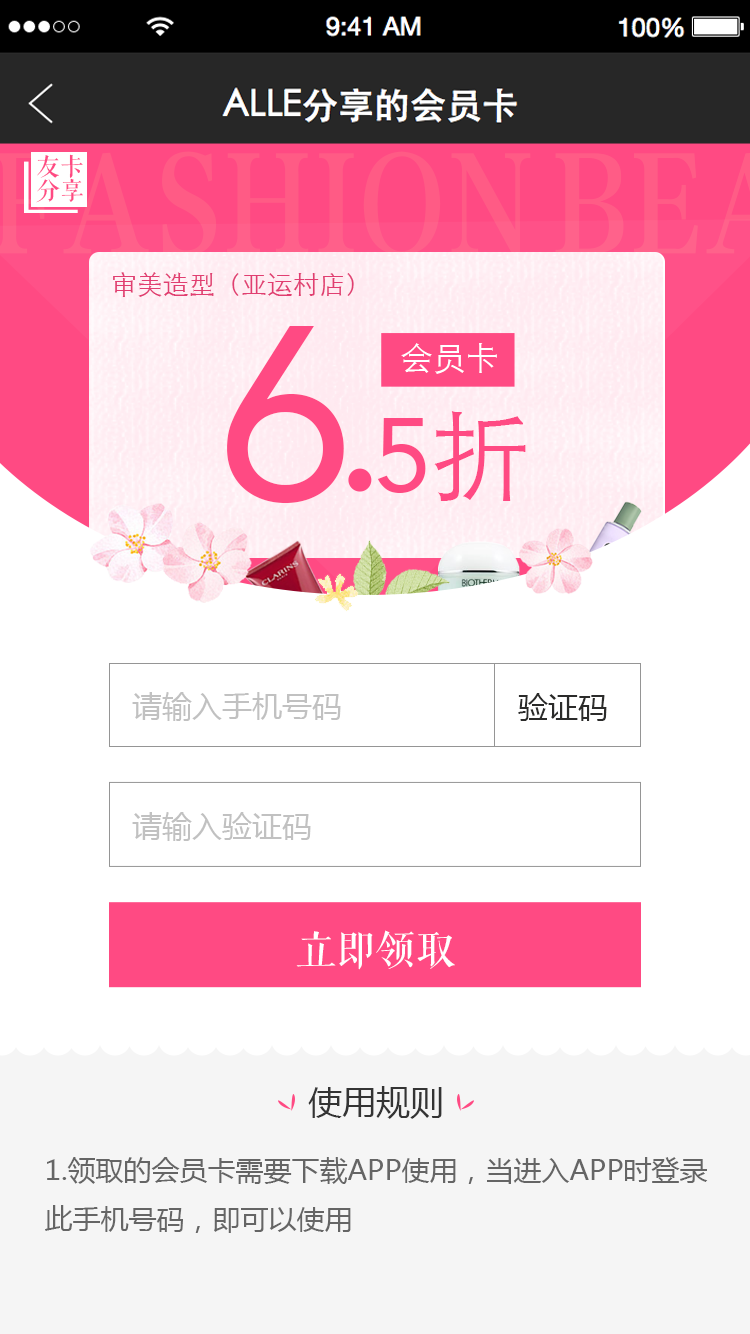 9:41 AM
100%
ALLE分享的会员卡
FASHION BEA
友卡
分享
审美造型（亚运村店）
会员卡
6.5折
CLARINS
BIOTHERM
请输入手机号码
验证码
请输入验证码
立即领取
使用规则
1.领取的会员卡需要下载APP使用，当进入APP时登录
此手机号码，即可以使用